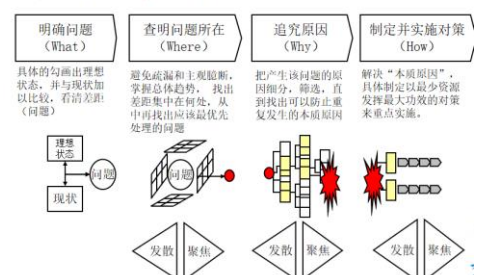 明确问题
（What）
查明问题所在
（Where）
追究原因
（Why）
制定并实施对策
（How）
具体的勾画出理想
状态，并与现状加
以比较，看清差距
（问题）
避免疏漏和主观臆断，
掌握总体趋势， 找出
差距集中在何处，从
中再找出应该最优先
处理的问题
把产生该问题的原
因细分，筛选，直
到找出可以防止重
复发生的本质原因
解决“本质原因”，
具体制定以最少资源
发挥最大功效的对策
来重点实施。
理想
状态
问题
现状
问题
发散
聚焦
发散
聚焦
发散
聚焦